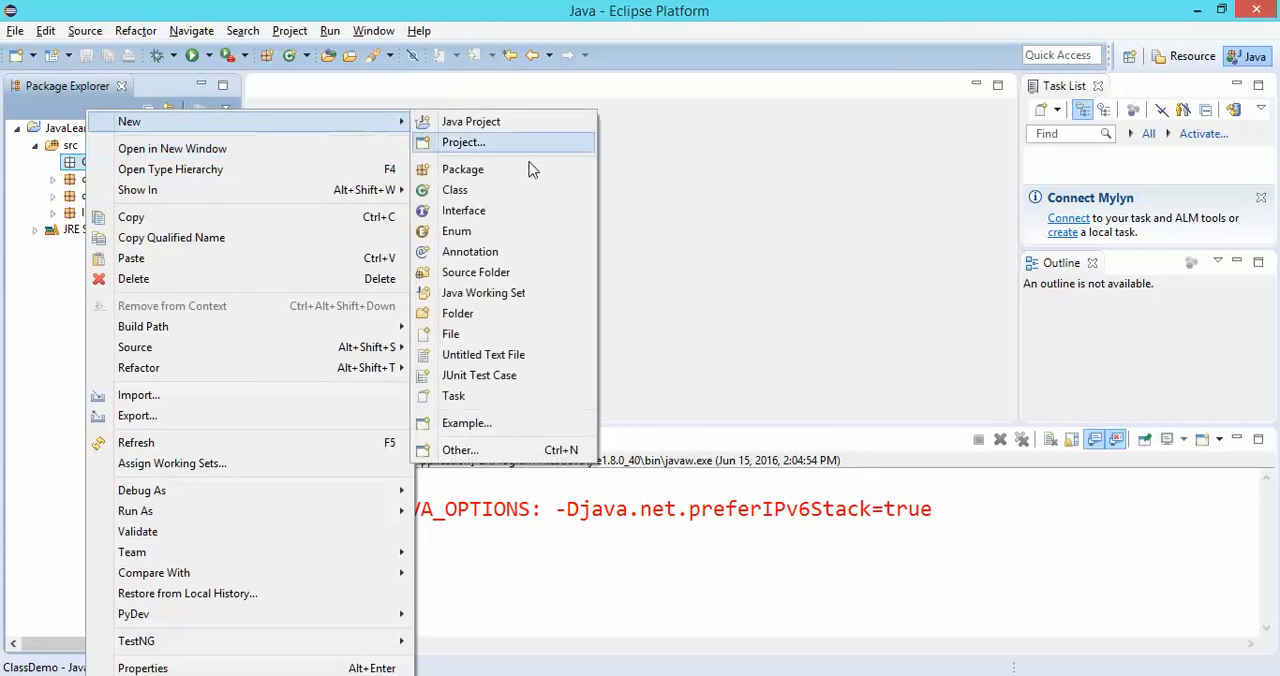 Java - Eclipse Platform
File Edit Source Refactor Navigate Search Project Run Window Help
Quick Access
Resource
Java
Package Explorer
JavaLear
src
JRE S
New
Open in New Window
Open Type Hierarchy F4
Show In Alt+Shift+W
Copy Ctrl+C
Copy Qualified Name
Paste Ctrl+V
Delete Delete
Remove from Context Ctrl+Alt+Shift+Down
Build Path
Source Alt+Shift+S
Refactor Alt+Shift+T
Import...
Export...
Refresh F5
Assign Working Sets...
Debug As
Run As
Validate
Team
Compare With
Restore from Local History...
PyDev
TestNG
Properties Alt+Enter
Java Project
Project...
Package
Class
Interface
Enum
Annotation
Source Folder
Java Working Set
Folder
File
Untitled Text File
JUnit Test Case
Task
Example...
Other... Ctrl+N
Task List
Find
All
Activate...
Connect Mylyn
Connect to your task and ALM tools or
create a local task.
Outline
An outline is not available.
e1.8.0_40\bin\javaw.exe (Jun 15, 2016, 2:04:54 PM)
VA_OPTIONS: -Djava.net.preferIPv6Stack=true
ClassDemo - Jav